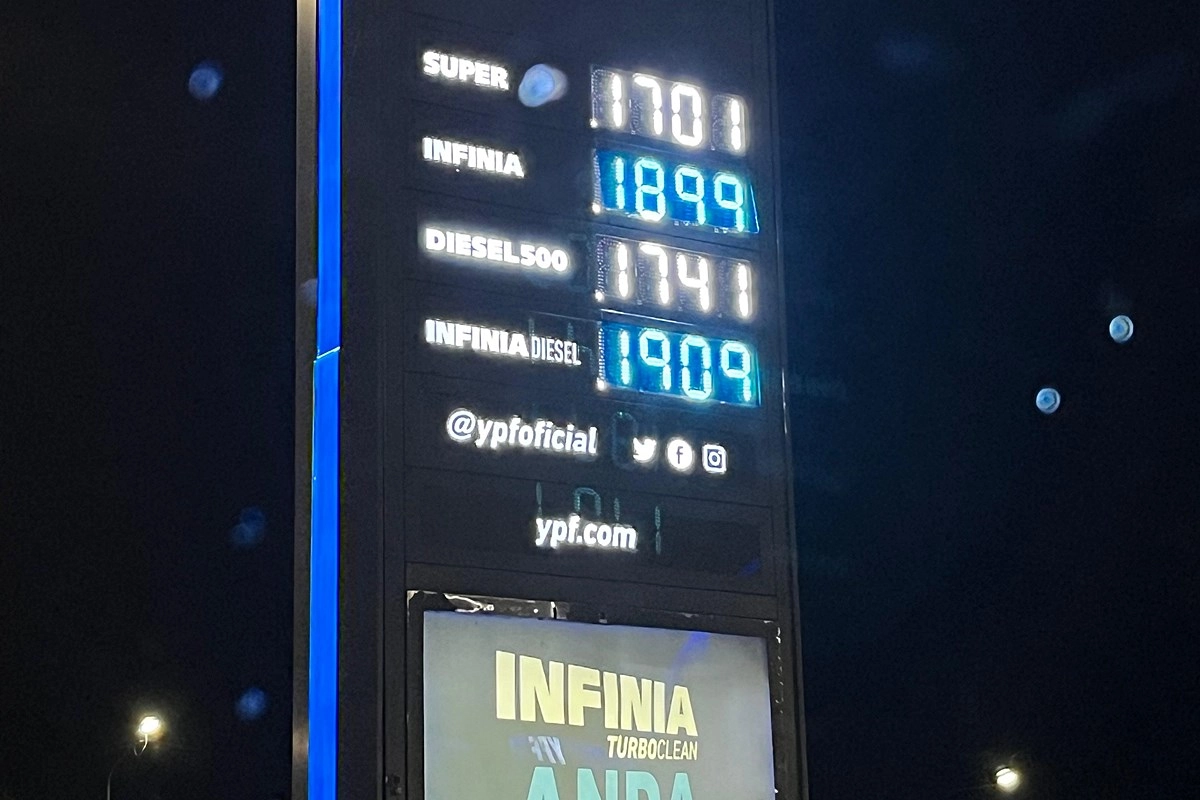 SUPER 1701
INFINIA 1899
DIESEL500 1741
INFINIA DIESEL 1909
@ypfoficial
ypf.com
INFINIA
TURBOCLEAN